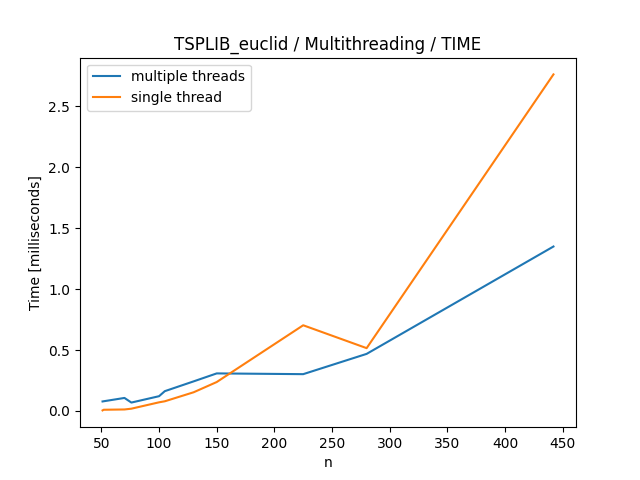 TSPLIB_euclid / Multithreading / TIME
multiple threads
single thread
Time [milliseconds]
2.5
2.0
1.5
1.0
0.5
0.0
50 100 150 200 250 300 350 400 450
n